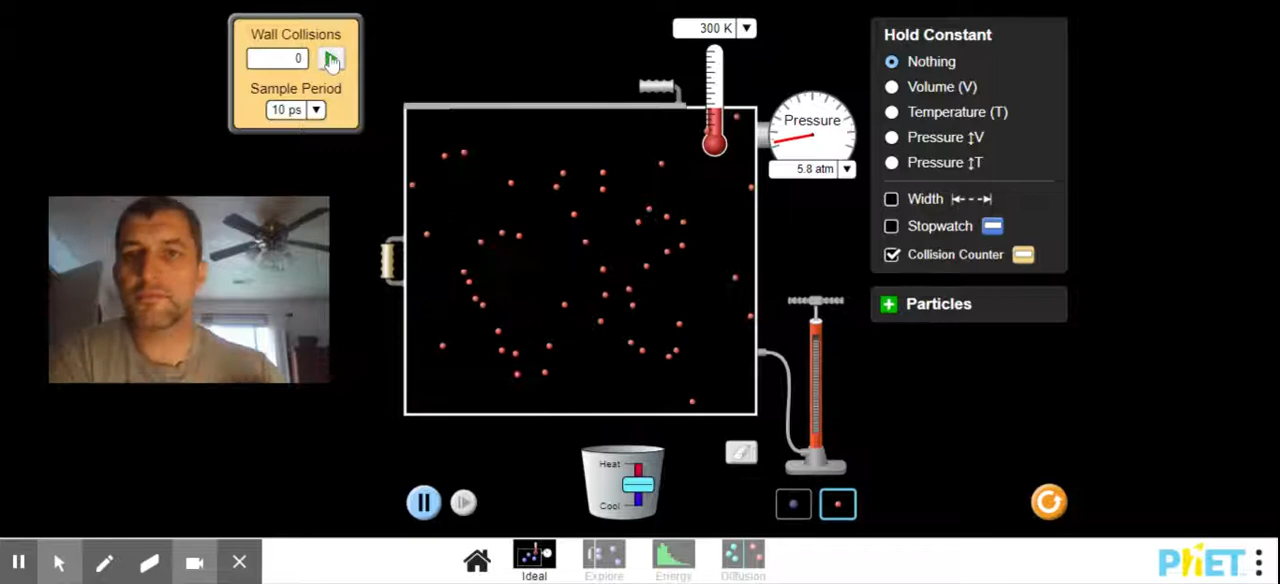 Wall Collisions
0
Sample Period
10 ps
300 K
Pressure
5.8 atm
Hold Constant
Nothing
Volume (V)
Temperature (T)
Pressure ↕V
Pressure ↕T
Width
Stopwatch
Collision Counter
Particles
Heat
Cool
Ideal
Explore
Energy
Diffusion
PhET